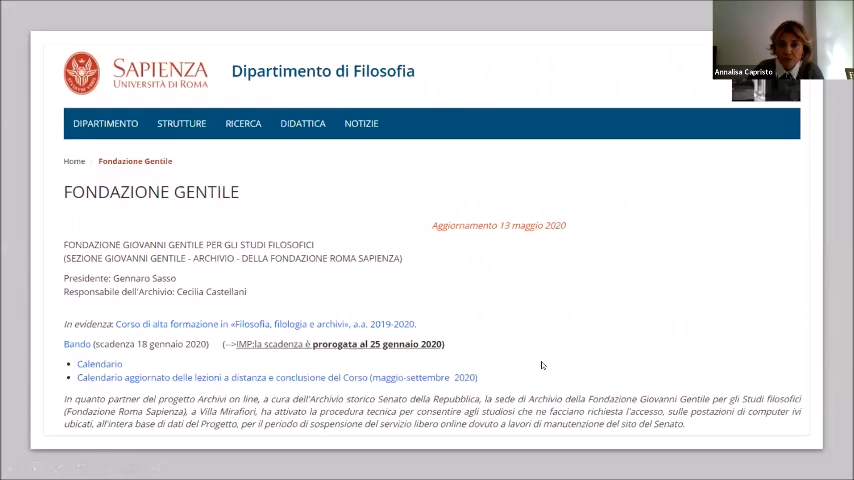 Annalisa Capristo
SAPIENZA
UNIVERSITÀ DI ROMA
Dipartimento di Filosofia
DIPARTIMENTO STRUTTURE RICERCA DIDATTICA NOTIZIE
Home Fondazione Gentile
FONDAZIONE GENTILE
Aggiornamento 13 maggio 2020
FONDAZIONE GIOVANNI GENTILE PER GLI STUDI FILOSOFICI
(SEZIONE GIOVANNI GENTILE - ARCHIVIO - DELLA FONDAZIONE ROMA SAPIENZA)
Presidente: Gennaro Sasso
Responsabile dell'Archivio: Cecilia Castellani
In evidenza: Corso di alta formazione in «Filosofia, filologia e archivi», a.a. 2019-2020.
Bando (scadenza 18 gennaio 2020) (-->IMP:la scadenza è prorogata al 25 gennaio 2020)
• Calendario
• Calendario aggiornato delle lezioni a distanza e conclusione del Corso (maggio-settembre 2020)
In quanto partner del progetto Archivi on line, a cura dell'Archivio storico Senato della Repubblica, la sede di Archivio della Fondazione Giovanni Gentile per gli Studi filosofici
(Fondazione Roma Sapienza), a Villa Mirafiori, ha attivato la procedura tecnica per consentire agli studiosi che ne facciano richiesta l'accesso, sulle postazioni di computer ivi
ubicati, all'intera base di dati del Progetto, per il periodo di sospensione del servizio libero online dovuto a lavori di manutenzione del sito del Senato.